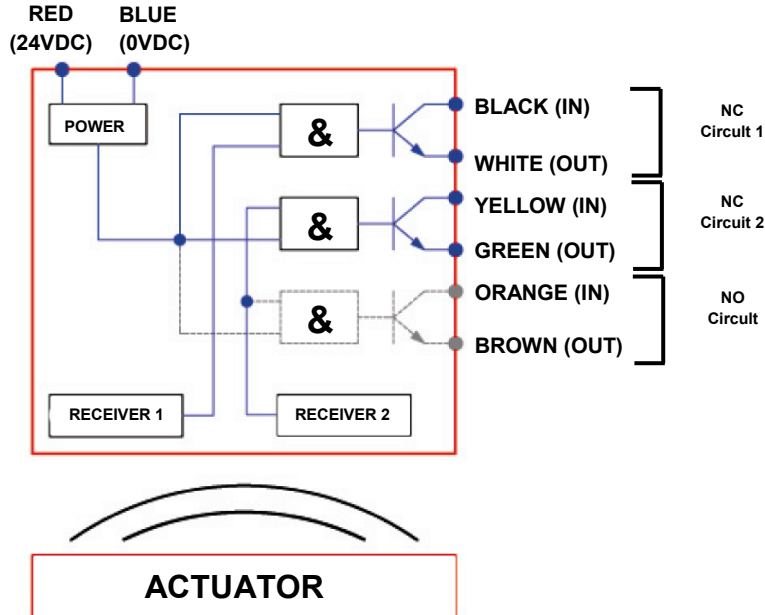 RED
(24VDC)
BLUE
(0VDC)
POWER
&
BLACK (IN)
WHITE (OUT)
NC
Circuit 1
&
YELLOW (IN)
GREEN (OUT)
NC
Circuit 2
&
ORANGE (IN)
BROWN (OUT)
NO
Circuit
RECEIVER 1
RECEIVER 2
ACTUATOR